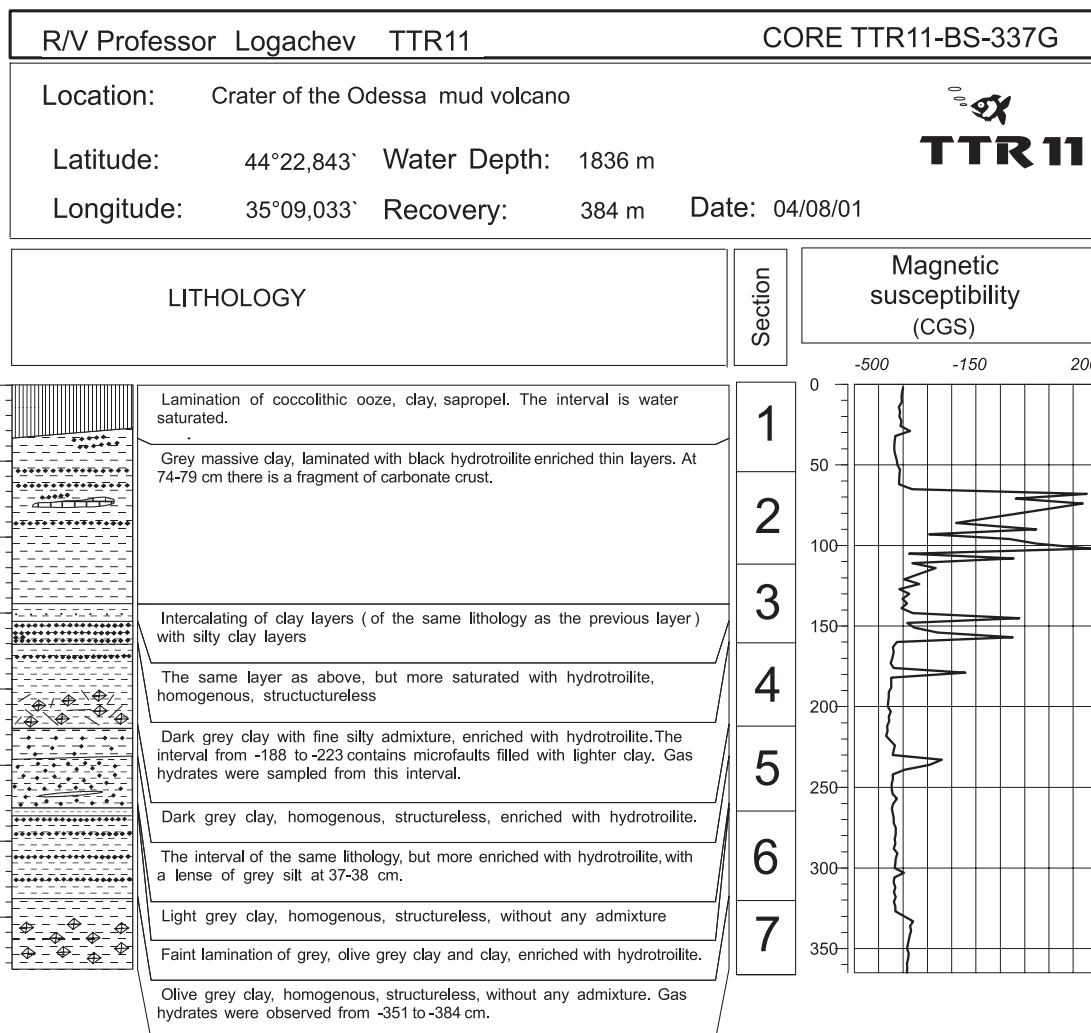 R/V Professor Logachev TTR11 CORE TTR11-BS-337G
Location: Crater of the Odessa mud volcano
TTR 11
Latitude: 44°22,843` Water Depth: 1836 m
Longitude: 35°09,033` Recovery: 384 m Date: 04/08/01
LITHOLOGY
Section
Magnetic
susceptibility
(CGS)
-500 -150 200
Lamination of coccolithic ooze, clay, sapropel. The interval is water
saturated.
Grey massive clay, laminated with black hydrotroilite enriched thin layers. At
74-79 cm there is a fragment of carbonate crust.
Intercalating of clay layers ( of the same lithology as the previous layer )
with silty clay layers
The same layer as above, but more saturated with hydrotroilite,
homogenous, structuctureless
Dark grey clay with fine silty admixture, enriched with hydrotroilite. The
interval from -188 to -223 contains microfaults filled with lighter clay. Gas
hydrates were sampled from this interval.
Dark grey clay, homogenous, structureless, enriched with hydrotroilite.
The interval of the same lithology, but more enriched with hydrotroilite, with
a lense of grey silt at 37-38 cm.
Light grey clay, homogenous, structureless, without any admixture
Faint lamination of grey, olive grey clay and clay, enriched with hydrotroilite.
Olive grey clay, homogenous, structureless, without any admixture. Gas
hydrates were observed from -351 to -384 cm.
1
2
3
4
5
6
7
0
50
100
150
200
250
300
350